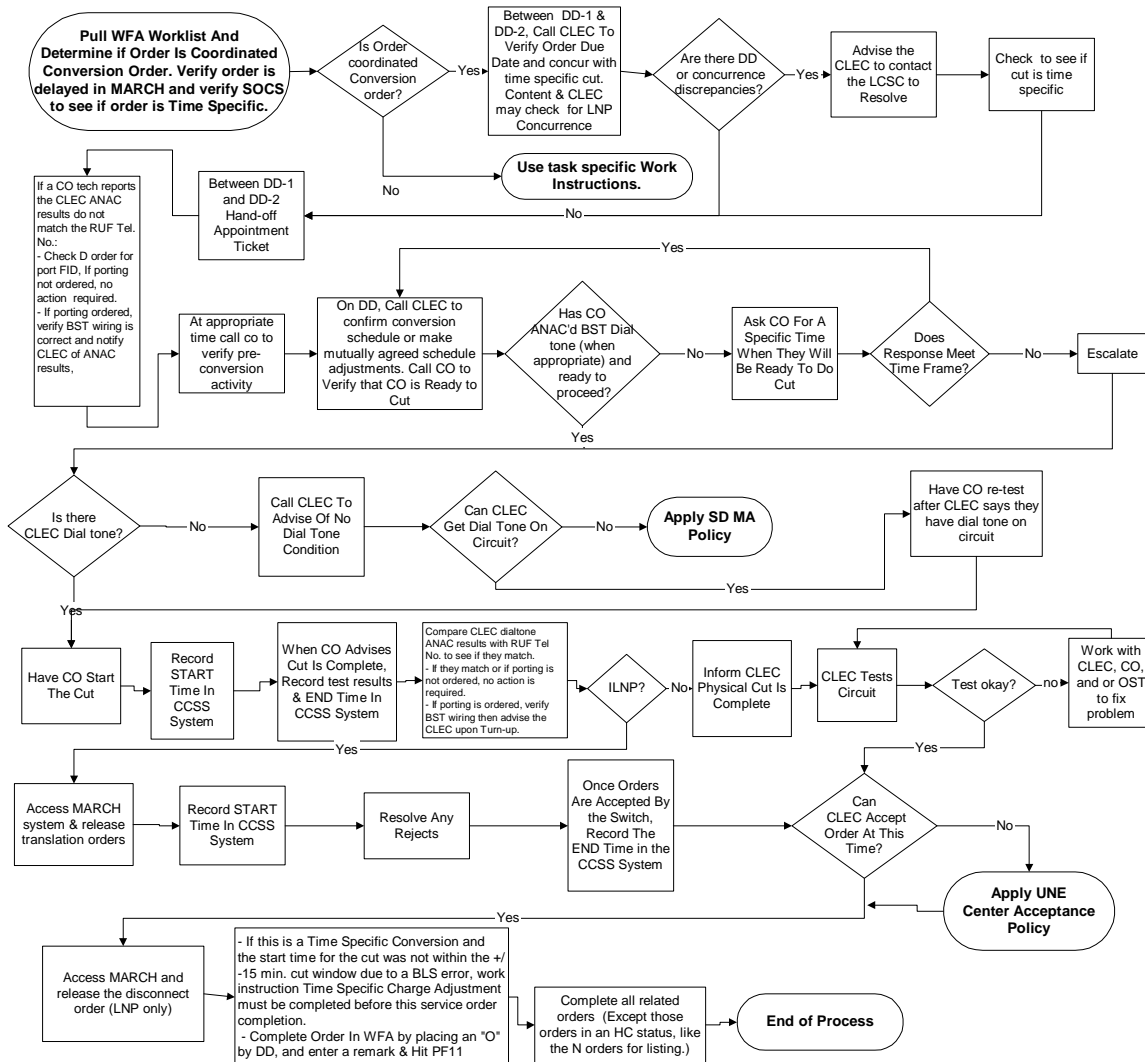 Pull WFA Worklist And
Determine if Order Is Coordinated
Conversion Order. Verify order is
delayed in MARCH and verify SOCS
to see if order is Time Specific.
Is Order
coordinated
Conversion
order?
Yes
Between DD-1 &
DD-2, Call CLEC To
Verify Order Due
Date and concur with
time specific cut.
Content & CLEC
may check for LNP
Concurrence
Are there DD
or concurrence
discrepancies?
Yes
Advise the
CLEC to contact
the LCSC to
Resolve
Check to see if
cut is time
specific
No
Use task specific Work
Instructions.
No
Between DD-1
and DD-2
Hand-off
Appointment
Ticket
If a CO tech reports
the CLEC ANAC
results do not
match the RUF Tel.
No.:
- Check D order for
port FID, If porting
not ordered, no
action required.
- If porting ordered,
verify BST wiring is
correct and notify
CLEC of ANAC
results,
At appropriate
time call co to
verify pre-
conversion
activity
On DD, Call CLEC to
confirm conversion
schedule or make
mutually agreed schedule
adjustments. Call CO to
Verify that CO is Ready to
Cut
Yes
Has CO
ANAC'd BST Dial
tone (when
appropriate) and
ready to
proceed?
No
Ask CO For A
Specific Time
When They Will
Be Ready To Do
Cut
Does
Response Meet
Time Frame?
No
Escalate
Yes
Is there
CLEC Dial tone?
No
Call CLEC To
Advise Of No
Dial Tone
Condition
Can CLEC
Get Dial Tone On
Circuit?
No
Apply SD MA
Policy
Have CO re-test
after CLEC says they
have dial tone on
circuit
Yes
Yes
Have CO Start
The Cut
Record
START
Time In
CCSS
System
When CO Advises
Cut Is Complete,
Record test results
& END Time In
CCSS System
Compare CLEC dialtone
ANAC results with RUF Tel
No. to see if they match.
- If they match or if porting is
not ordered, no action is
required.
- If porting is ordered, verify
BST wiring then advise the
CLEC upon Turn-up.
ILNP?
No
Inform CLEC
Physical Cut Is
Complete
CLEC Tests
Circuit
Test okay?
no
Work with
CLEC, CO,
and or OST
to fix
problem
Yes
Yes
Access MARCH
system & release
translation orders
Record START
Time In CCSS
System
Resolve Any
Rejects
Once Orders
Are Accepted By
the Switch,
Record The
END Time in the
CCSS System
Can
CLEC Accept
Order At This
Time?
No
Apply UNE
Center Acceptance
Policy
Yes
Access MARCH and
release the disconnect
order (LNP only)
- If this is a Time Specific Conversion and
the start time for the cut was not within the +/
-15 min. cut window due to a BLS error, work
instruction Time Specific Charge Adjustment
must be completed before this service order
completion.
- Complete Order In WFA by placing an "O"
by DD, and enter a remark & Hit PF11
Complete all related
orders (Except those
orders in an HC status, like
the N orders for listing.)
End of Process